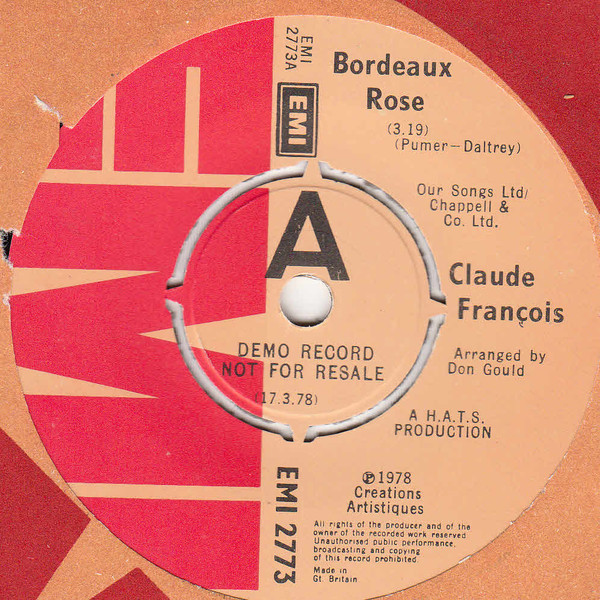 EMI
2773A
EMI
Bordeaux
Rose
(3.19)
(Pumer—Daltrey)
Our Songs Ltd/
Chappell &
Co. Ltd.
A
Claude
François
DEMO RECORD
NOT FOR RESALE
(17.3.78)
Arranged by
Don Gould
A H.A.T.S.
PRODUCTION
EMI 2773
Ⓟ1978
Creations
Artistiques
All rights of the producer and of the
owner of the recorded work reserved
Unauthorised public performance,
broadcasting and copying
of this record prohibited
Made in
Gt. Britain